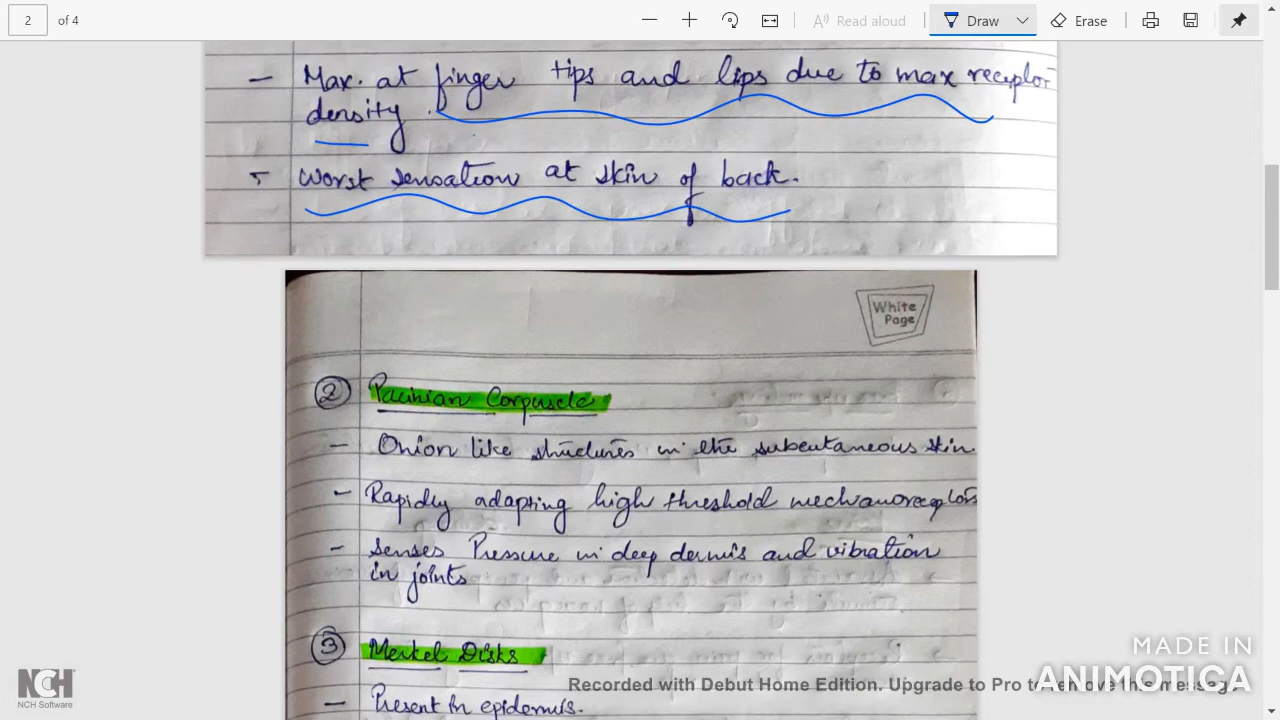 2 of 4 Read aloud Draw Erase
- Max. at finger tips and lips due to max receptor
density.
- Worst sensation at skin of back.
White
Page
② Pacinian Corpuscle
- Onion like structures in the subcutaneous skin.
- Rapidly adapting high threshold mechanoreceptors
- Senses Pressure in deep dermis and vibration
in joints
③ Merkel Disks
- Present in epidermis.
MADE IN
ANIMOTICA
Recorded with Debut Home Edition. Upgrade to Pro to remove this message.
NCH
NCH Software